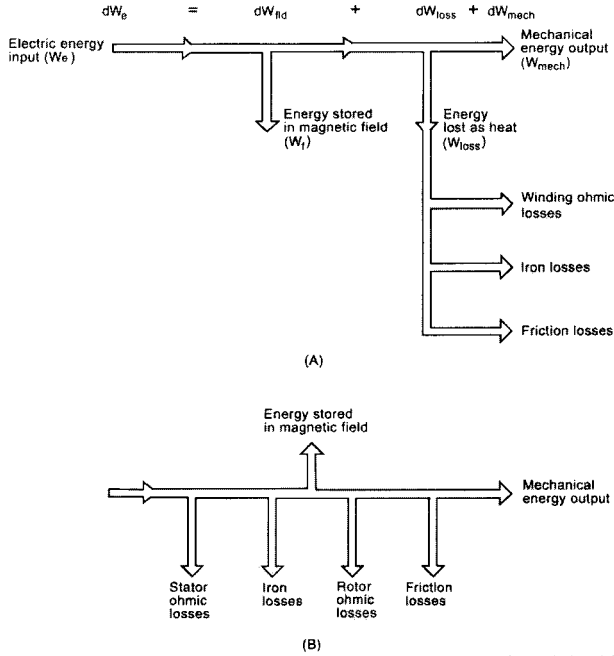 dWe = dWfld + dWloss + dWmech
Electric energy
input (We)
Mechanical
energy output
(Wmech)
Energy stored
in magnetic field
(Wf)
Energy
lost as heat
(Wloss)
Winding ohmic
losses
Iron losses
Friction losses
(A)
Energy stored
in magnetic field
Mechanical
energy output
Stator
ohmic
losses
Iron
losses
Rotor
ohmic
losses
Friction
losses
(B)